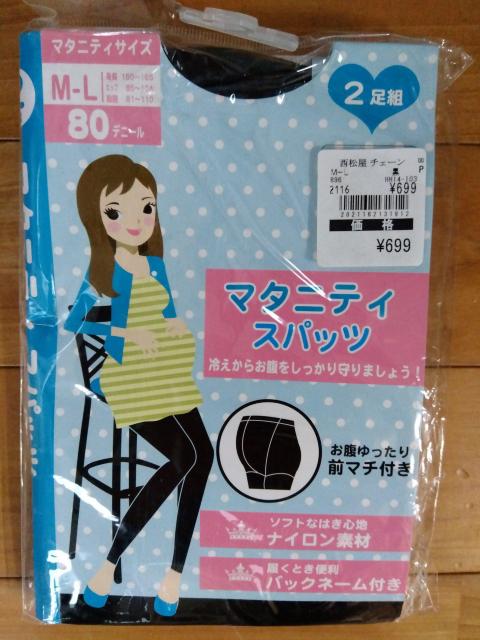 マタニティサイズ
M-L
80デニール
2足組
西松屋 チェーン
M-L 黒
2116 ¥699
価格
¥699
マタニティ
スパッツ
冷えからお腹をしっかり守りましょう!
お腹ゆったり
前マチ付き
ソフトなはき心地
ナイロン素材
履くとき便利
バックネーム付き